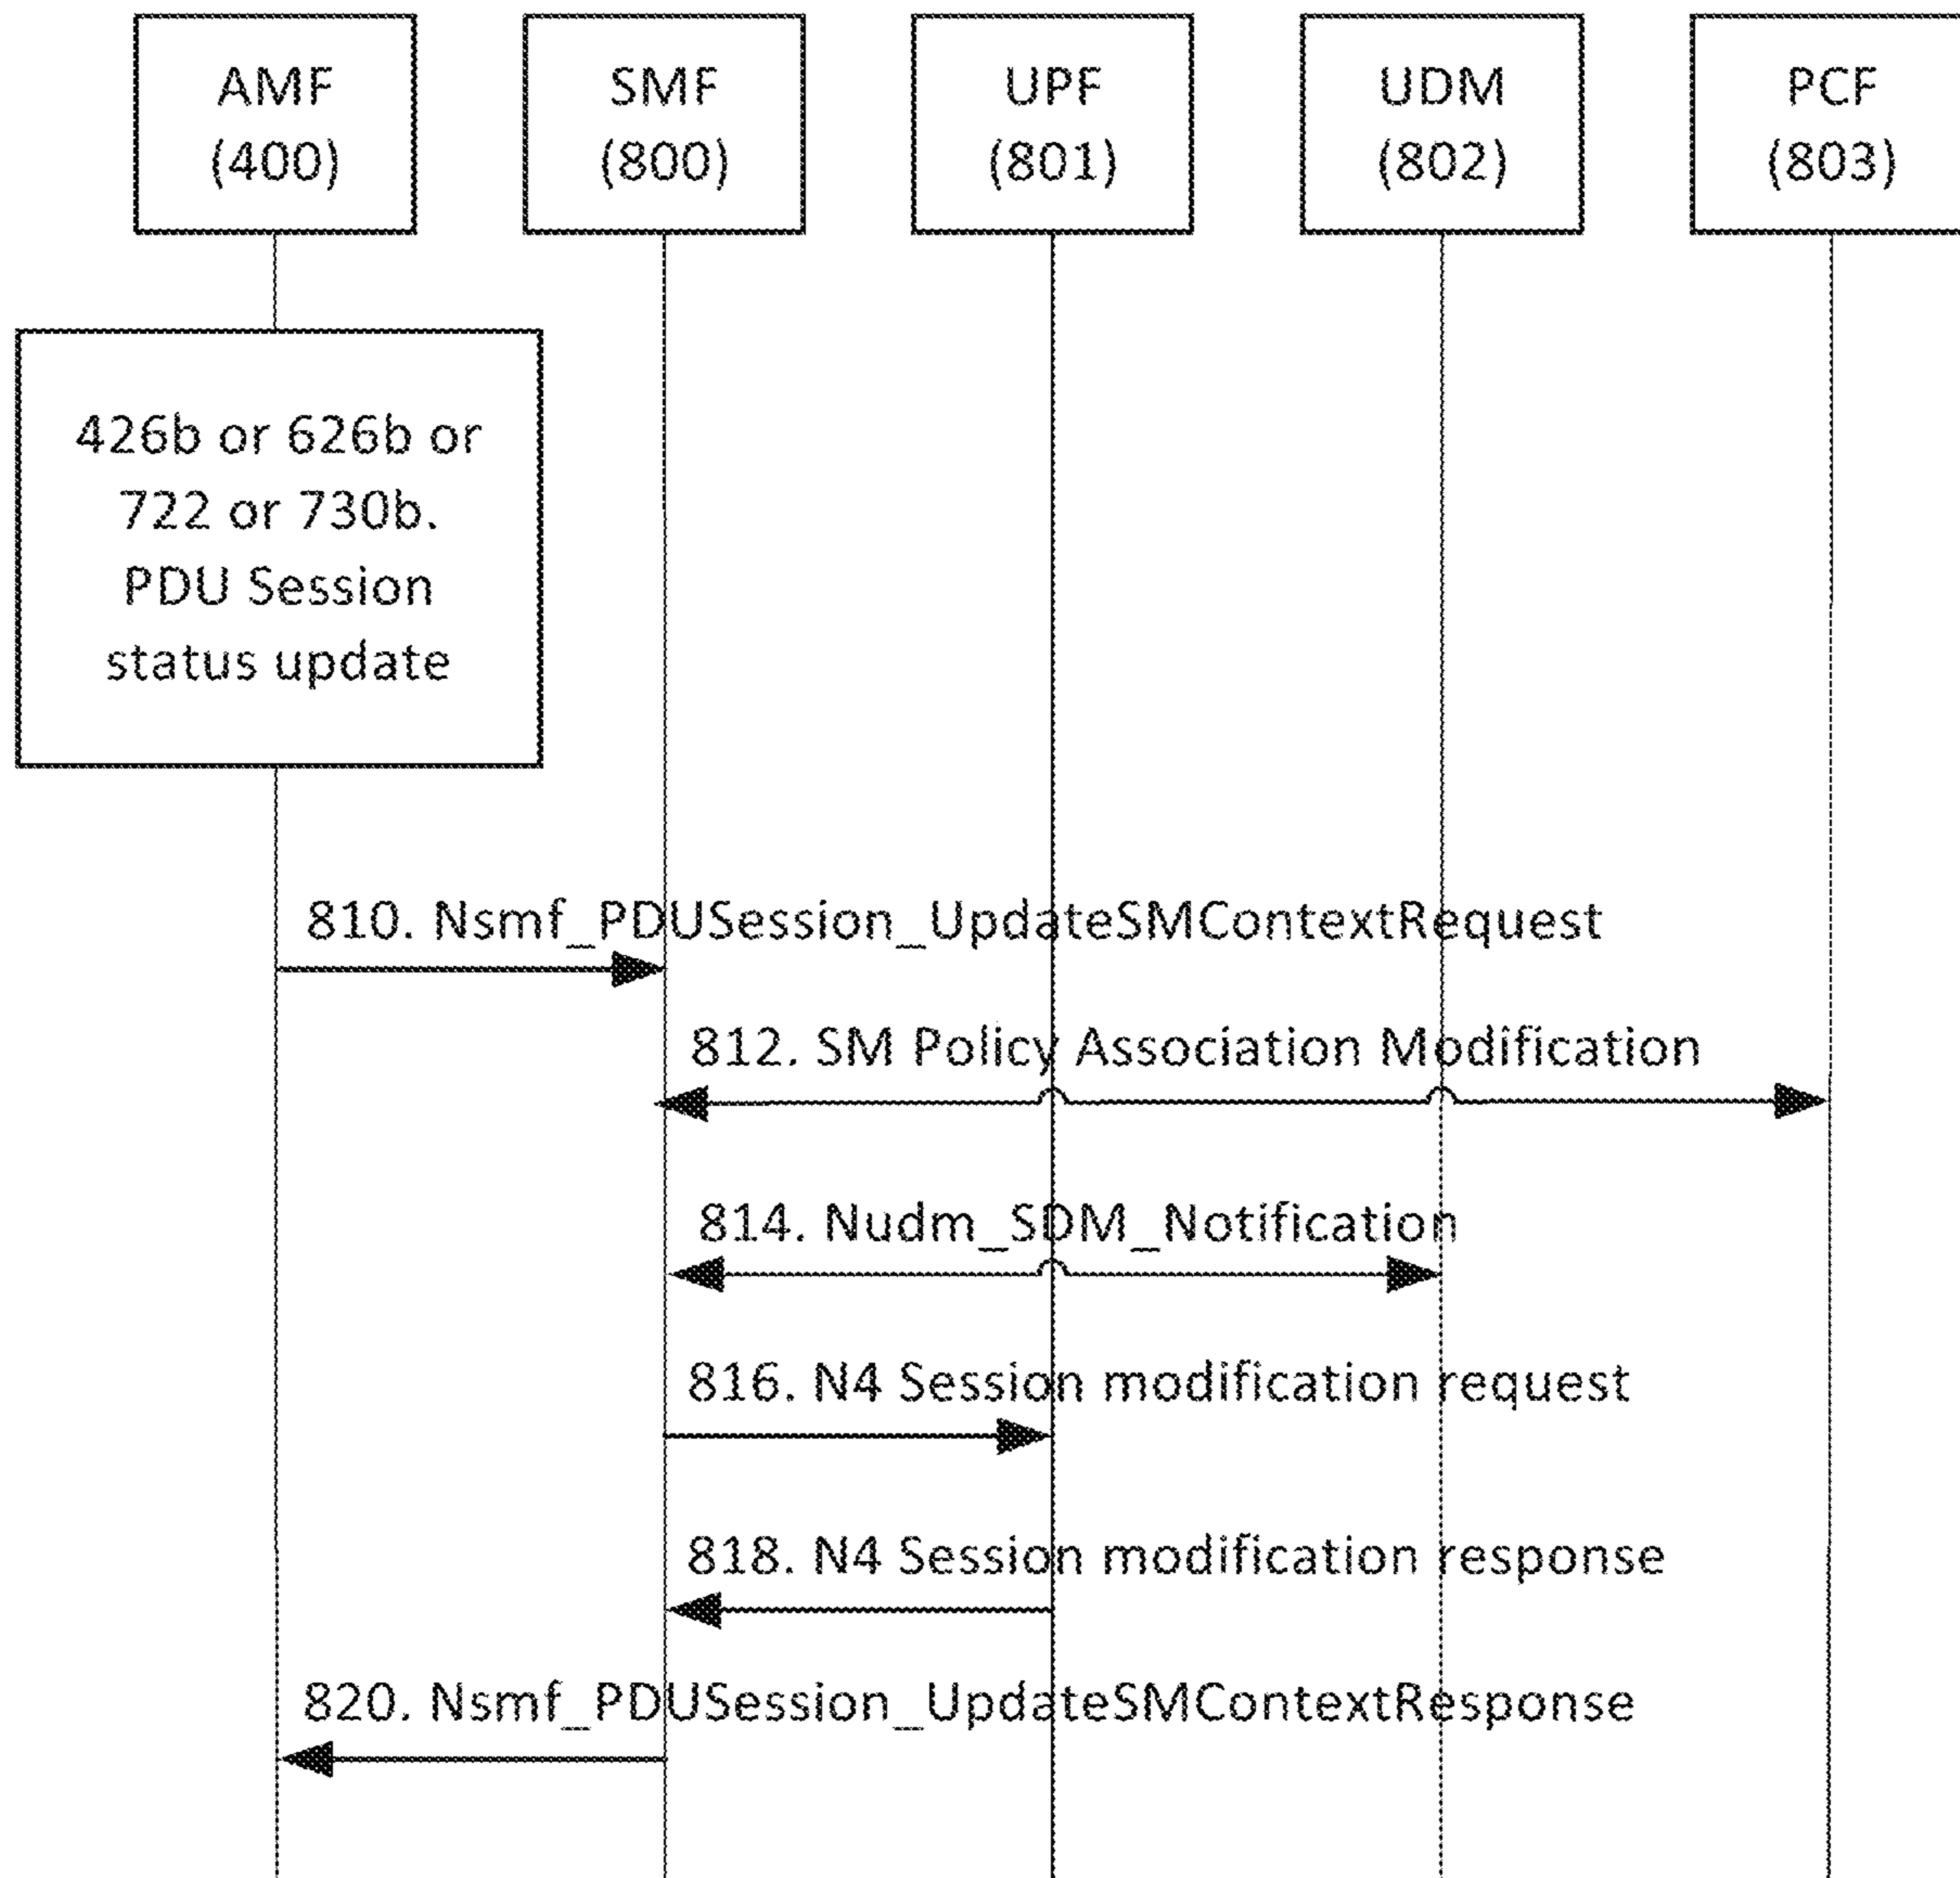 AMF
(400)
SMF
(800)
UPF
(801)
UDM
(802)
PCF
(803)
426b or 626b or
722 or 730b.
PDU Session
status update
810. Nsmf_PDUSession_UpdateSMContextRequest
812. SM Policy Association Modification
814. Nudm_SDM_Notification
816. N4 Session modification request
818. N4 Session modification response
820. Nsmf_PDUSession_UpdateSMContextResponse